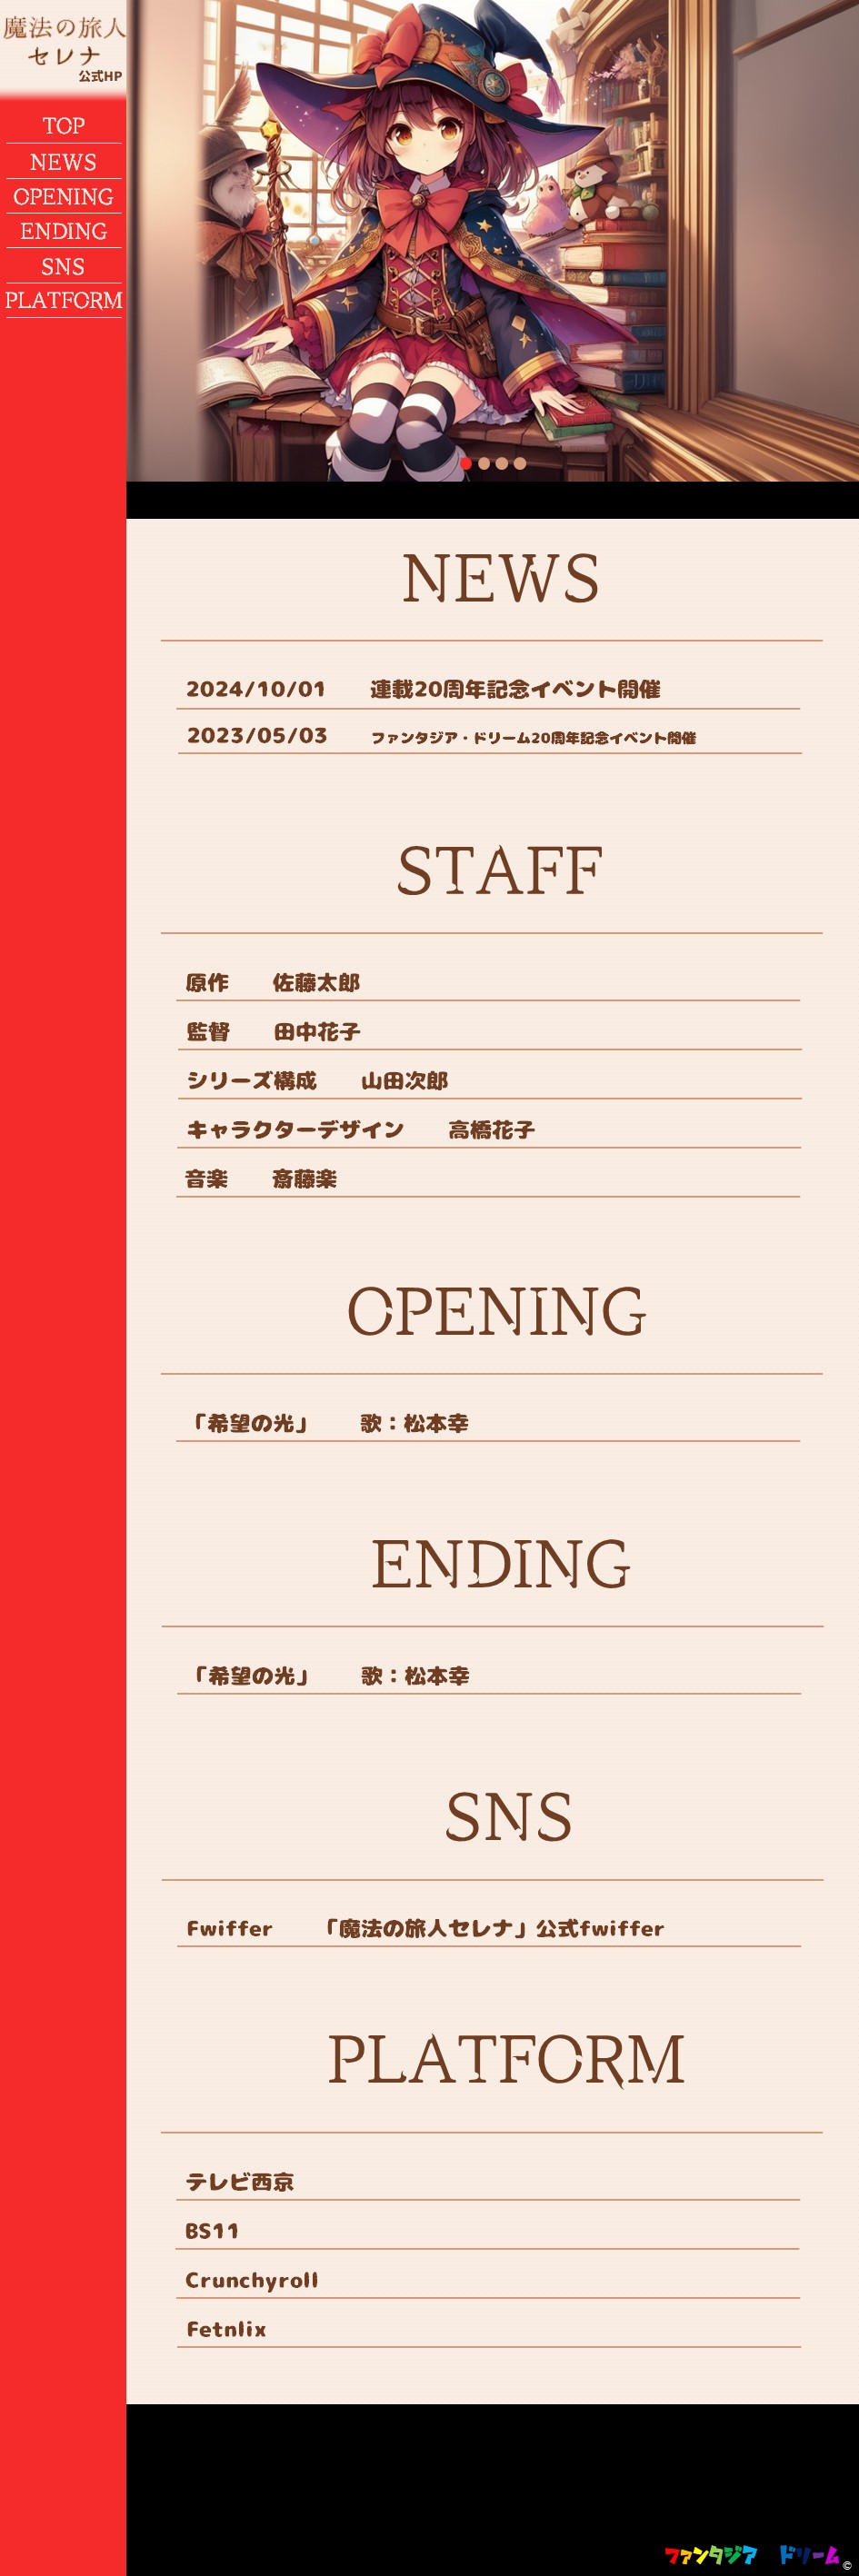 魔法の旅人
セレナ
公式HP
TOP
NEWS
OPENING
ENDING
SNS
PLATFORM
NEWS
2024/10/01 連載20周年記念イベント開催
2023/05/03 ファンタジア・ドリーム20周年記念イベント開催
STAFF
原作 佐藤太郎
監督 田中花子
シリーズ構成 山田次郎
キャラクターデザイン 高橋花子
音楽 斎藤楽
OPENING
「希望の光」 歌：松本幸
ENDING
「希望の光」 歌：松本幸
SNS
Fwiffer 「魔法の旅人セレナ」公式fwiffer
PLATFORM
テレビ西京
BS11
Crunchyroll
Fetnlix
ファンタジア ドリーム ©